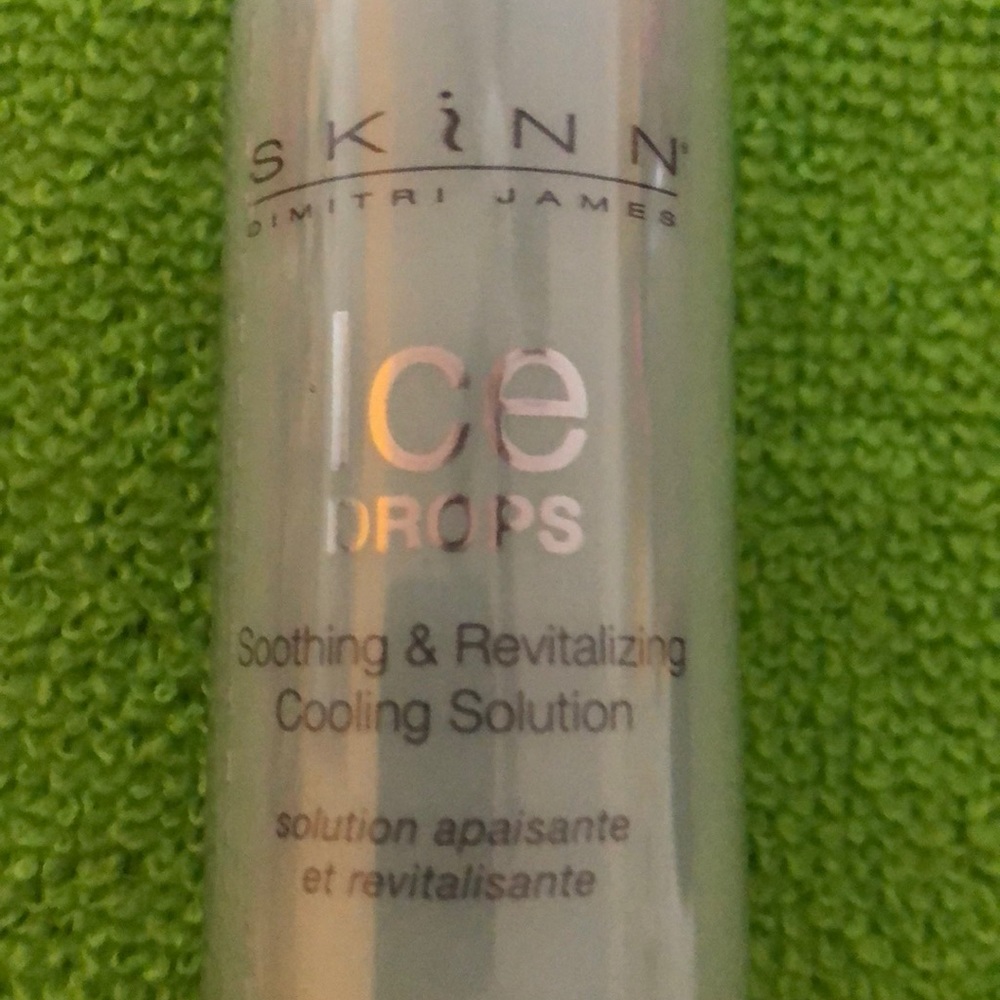 SKiNN
DIMITRI JAMES
Ice
DROPS
Soothing & Revitalizing
Cooling Solution
solution apaisante
et revitalisante